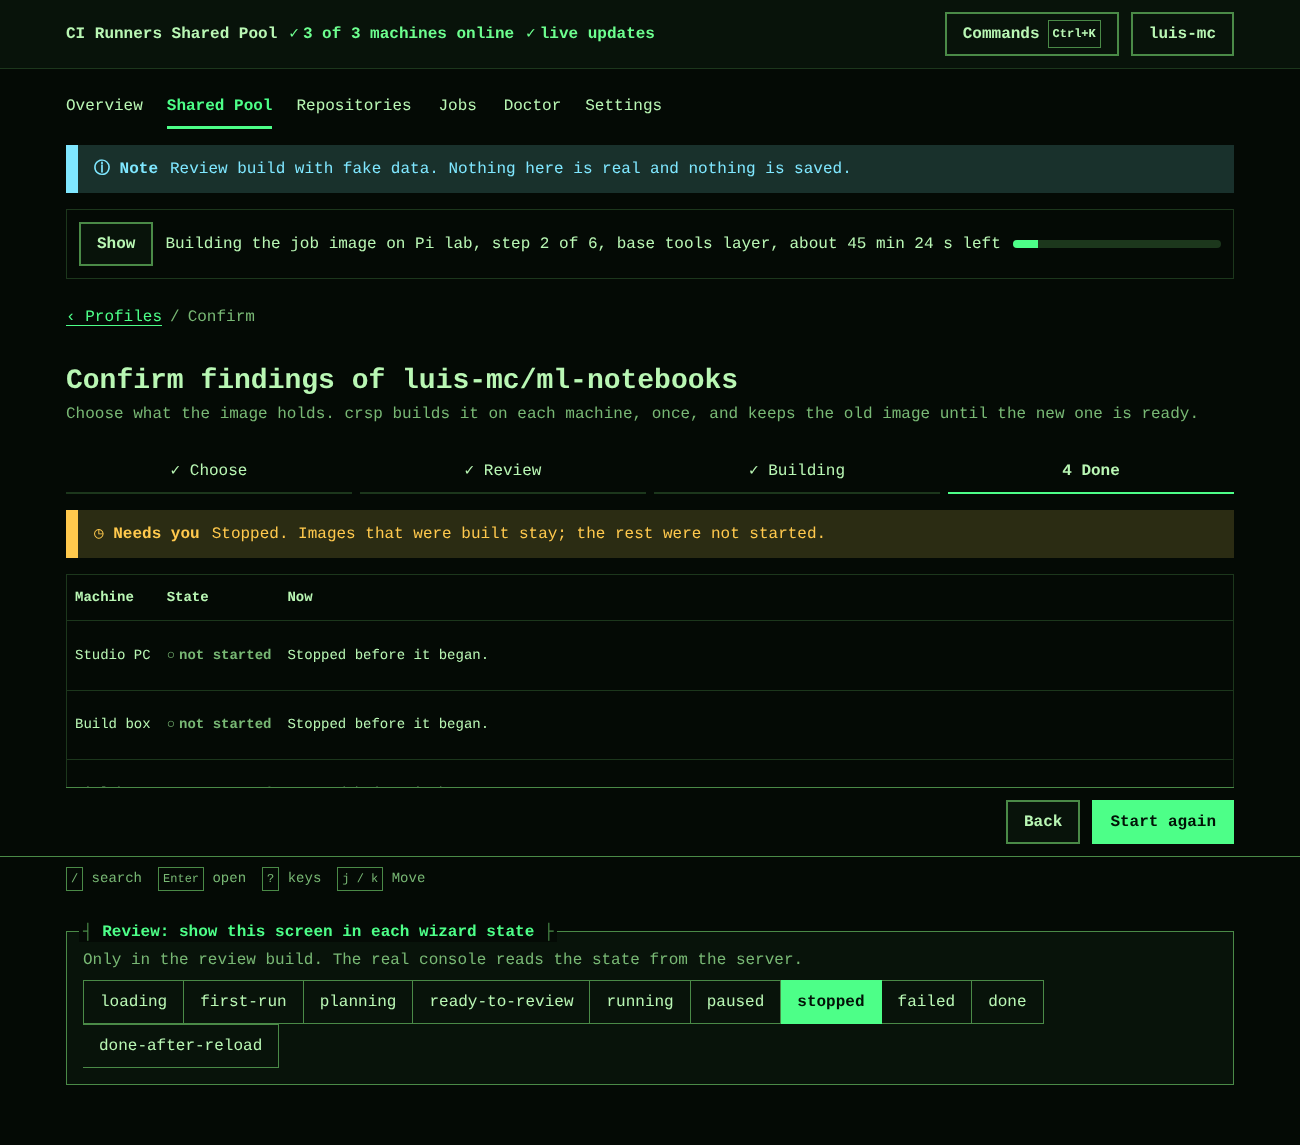 CI Runners Shared Pool ✓ 3 of 3 machines online ✓ live updates Commands Ctrl+K luis-mc
Overview Shared Pool Repositories Jobs Doctor Settings
ⓘ Note Review build with fake data. Nothing here is real and nothing is saved.
Show Building the job image on Pi lab, step 2 of 6, base tools layer, about 45 min 24 s left
‹ Profiles / Confirm
Confirm findings of luis-mc/ml-notebooks
Choose what the image holds. crsp builds it on each machine, once, and keeps the old image until the new one is ready.
✓ Choose ✓ Review ✓ Building 4 Done
◷ Needs you Stopped. Images that were built stay; the rest were not started.
Machine State Now
Studio PC ○ not started Stopped before it began.
Build box ○ not started Stopped before it began.
Back Start again
/ search Enter open ? keys j / k Move
Review: show this screen in each wizard state
Only in the review build. The real console reads the state from the server.
loading first-run planning ready-to-review running paused stopped failed done
done-after-reload